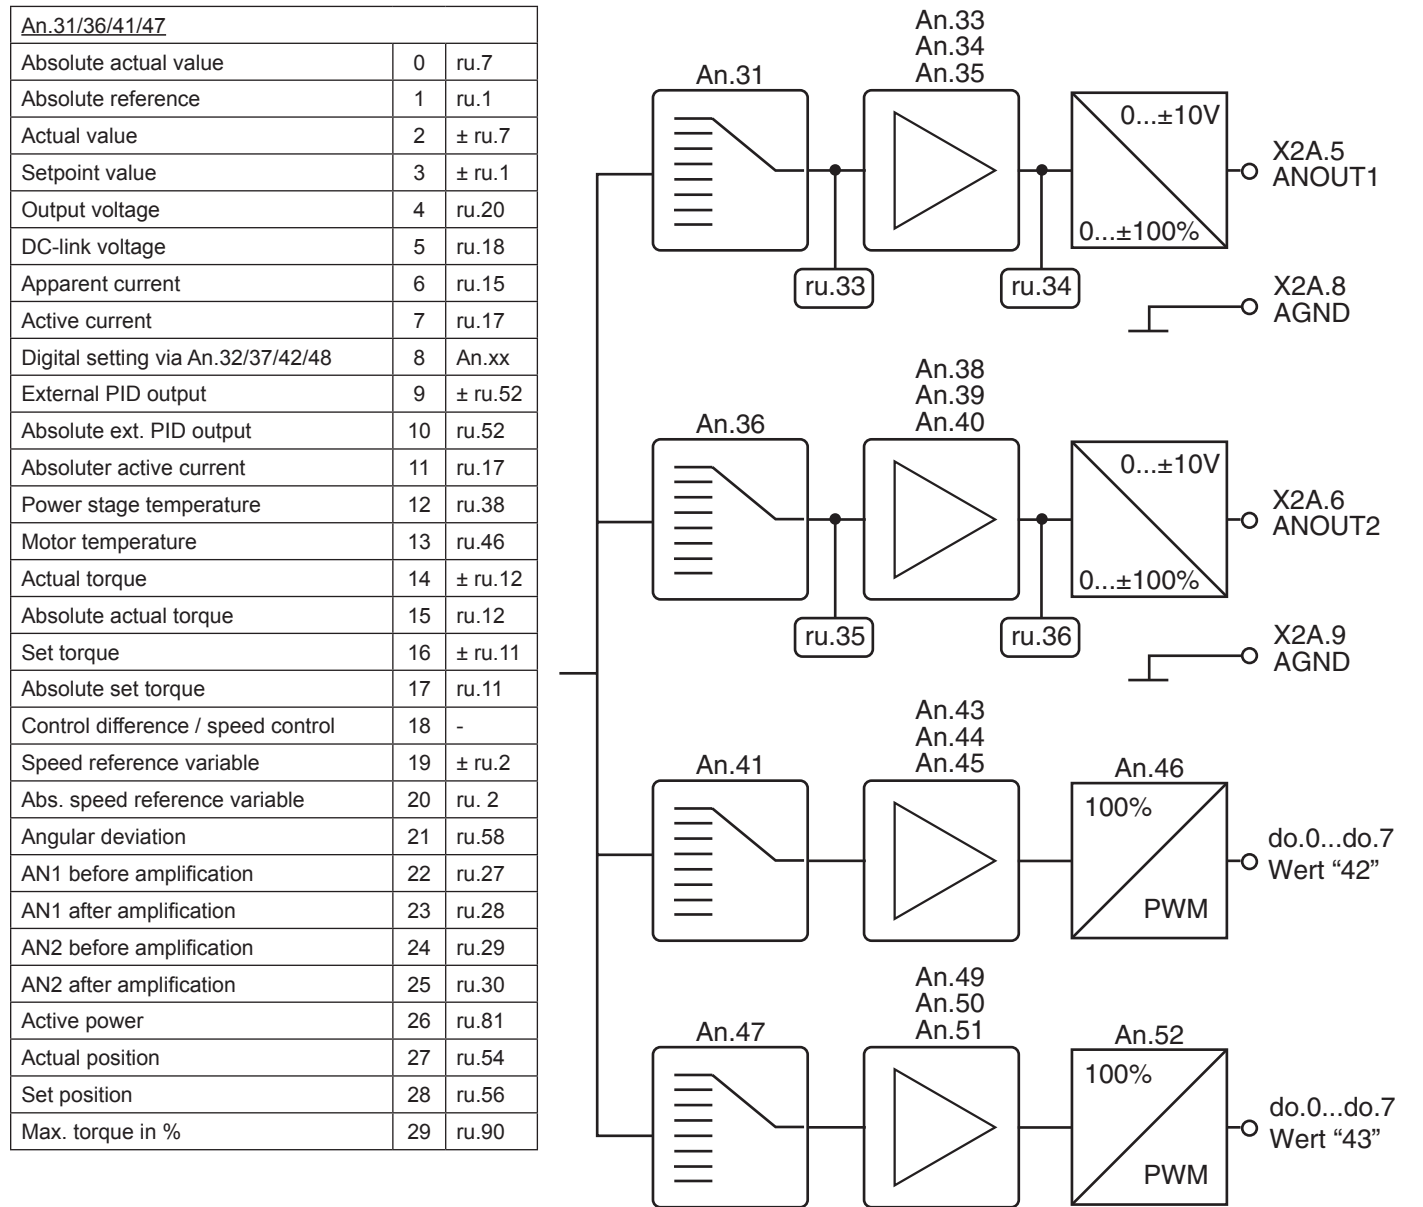 An.31/36/41/47
Absolute actual value 0 ru.7
Absolute reference 1 ru.1
Actual value 2 ± ru.7
Setpoint value 3 ± ru.1
Output voltage 4 ru.20
DC-link voltage 5 ru.18
Apparent current 6 ru.15
Active current 7 ru.17
Digital setting via An.32/37/42/48 8 An.xx
External PID output 9 ± ru.52
Absolute ext. PID output 10 ru.52
Absoluter active current 11 ru.17
Power stage temperature 12 ru.38
Motor temperature 13 ru.46
Actual torque 14 ± ru.12
Absolute actual torque 15 ru.12
Set torque 16 ± ru.11
Absolute set torque 17 ru.11
Control difference / speed control 18 -
Speed reference variable 19 ± ru.2
Abs. speed reference variable 20 ru. 2
Angular deviation 21 ru.58
AN1 before amplification 22 ru.27
AN1 after amplification 23 ru.28
AN2 before amplification 24 ru.29
AN2 after amplification 25 ru.30
Active power 26 ru.81
Actual position 27 ru.54
Set position 28 ru.56
Max. torque in % 29 ru.90
An.33
An.34
An.31 An.35
0...±10V
X2A.5
ANOUT1
0...±100%
ru.33 ru.34
X2A.8
AGND
An.38
An.39
An.36 An.40
0...±10V
X2A.6
ANOUT2
0...±100%
ru.35 ru.36
X2A.9
AGND
An.43
An.44
An.41 An.45 An.46
100%
do.0...do.7
Wert “42”
PWM
An.49
An.50
An.47 An.51 An.52
100%
do.0...do.7
Wert “43”
PWM